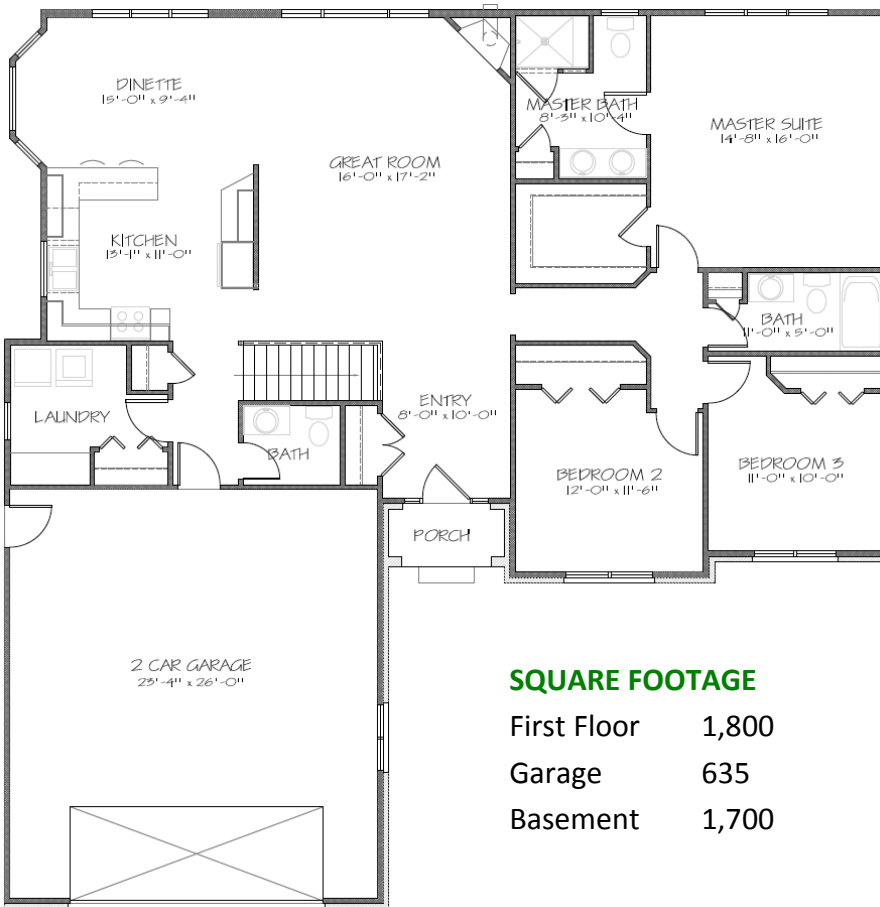 DINETTE
15'-0" x 9'-4"
MASTER BATH
8'-3" x 10'-4"
MASTER SUITE
14'-8" x 16'-0"
GREAT ROOM
16'-0" x 17'-2"
KITCHEN
13'-1" x 11'-0"
BATH
11'-0" x 5'-0"
LAUNDRY
ENTRY
8'-0" x 10'-0"
BATH
BEDROOM 2
12'-0" x 11'-6"
BEDROOM 3
11'-0" x 10'-0"
PORCH
2 CAR GARAGE
23'-4" x 26'-0"
SQUARE FOOTAGE
First Floor 1,800
Garage 635
Basement 1,700